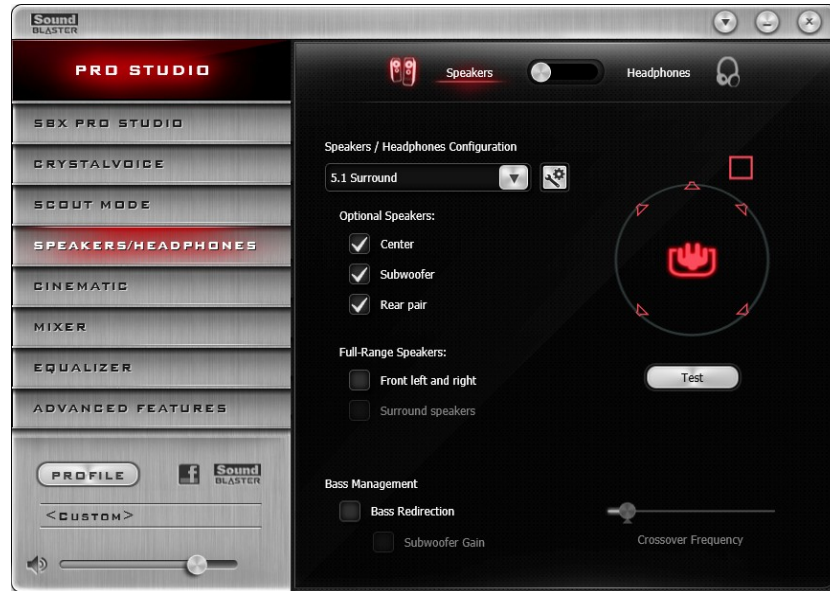 Sound
BLASTER
PRO STUDIO
SBX PRO STUDIO
CRYSTALVOICE
SCOUT MODE
SPEAKERS/HEADPHONES
CINEMATIC
MIXER
EQUALIZER
ADVANCED FEATURES
PROFILE
f
Sound
BLASTER
<CUSTOM>
Speakers
Headphones
Speakers / Headphones Configuration
5.1 Surround
Optional Speakers:
Center
Subwoofer
Rear pair
Full-Range Speakers:
Front left and right
Surround speakers
Test
Bass Management
Bass Redirection
Subwoofer Gain
Crossover Frequency